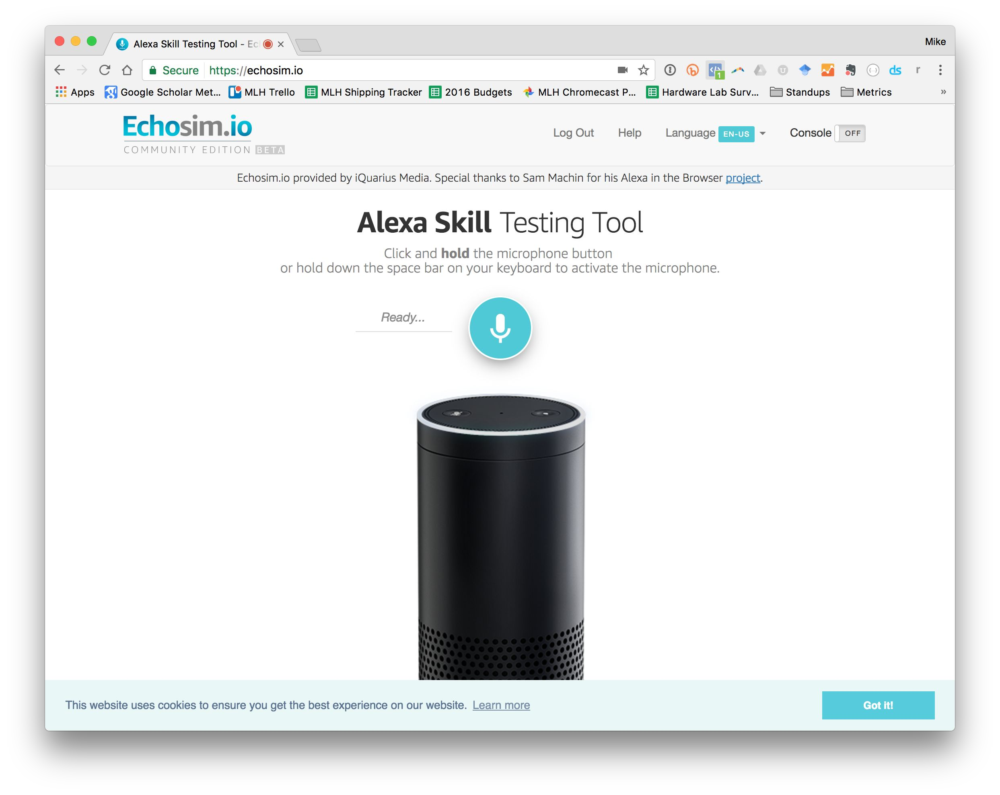 Alexa Skill Testing Tool - Ec
Mike
Secure https://echosim.io
1
ds
r
Apps Google Scholar Met... MLH Trello MLH Shipping Tracker 2016 Budgets MLH Chromecast P... Hardware Lab Surv... Standups Metrics »
Echosim.io
COMMUNITY EDITION BETA
Log Out Help Language EN-US Console OFF
Echosim.io provided by iQuarius Media. Special thanks to Sam Machin for his Alexa in the Browser project.
Alexa Skill Testing Tool
Click and hold the microphone button
or hold down the space bar on your keyboard to activate the microphone.
Ready...
This website uses cookies to ensure you get the best experience on our website. Learn more
Got it!